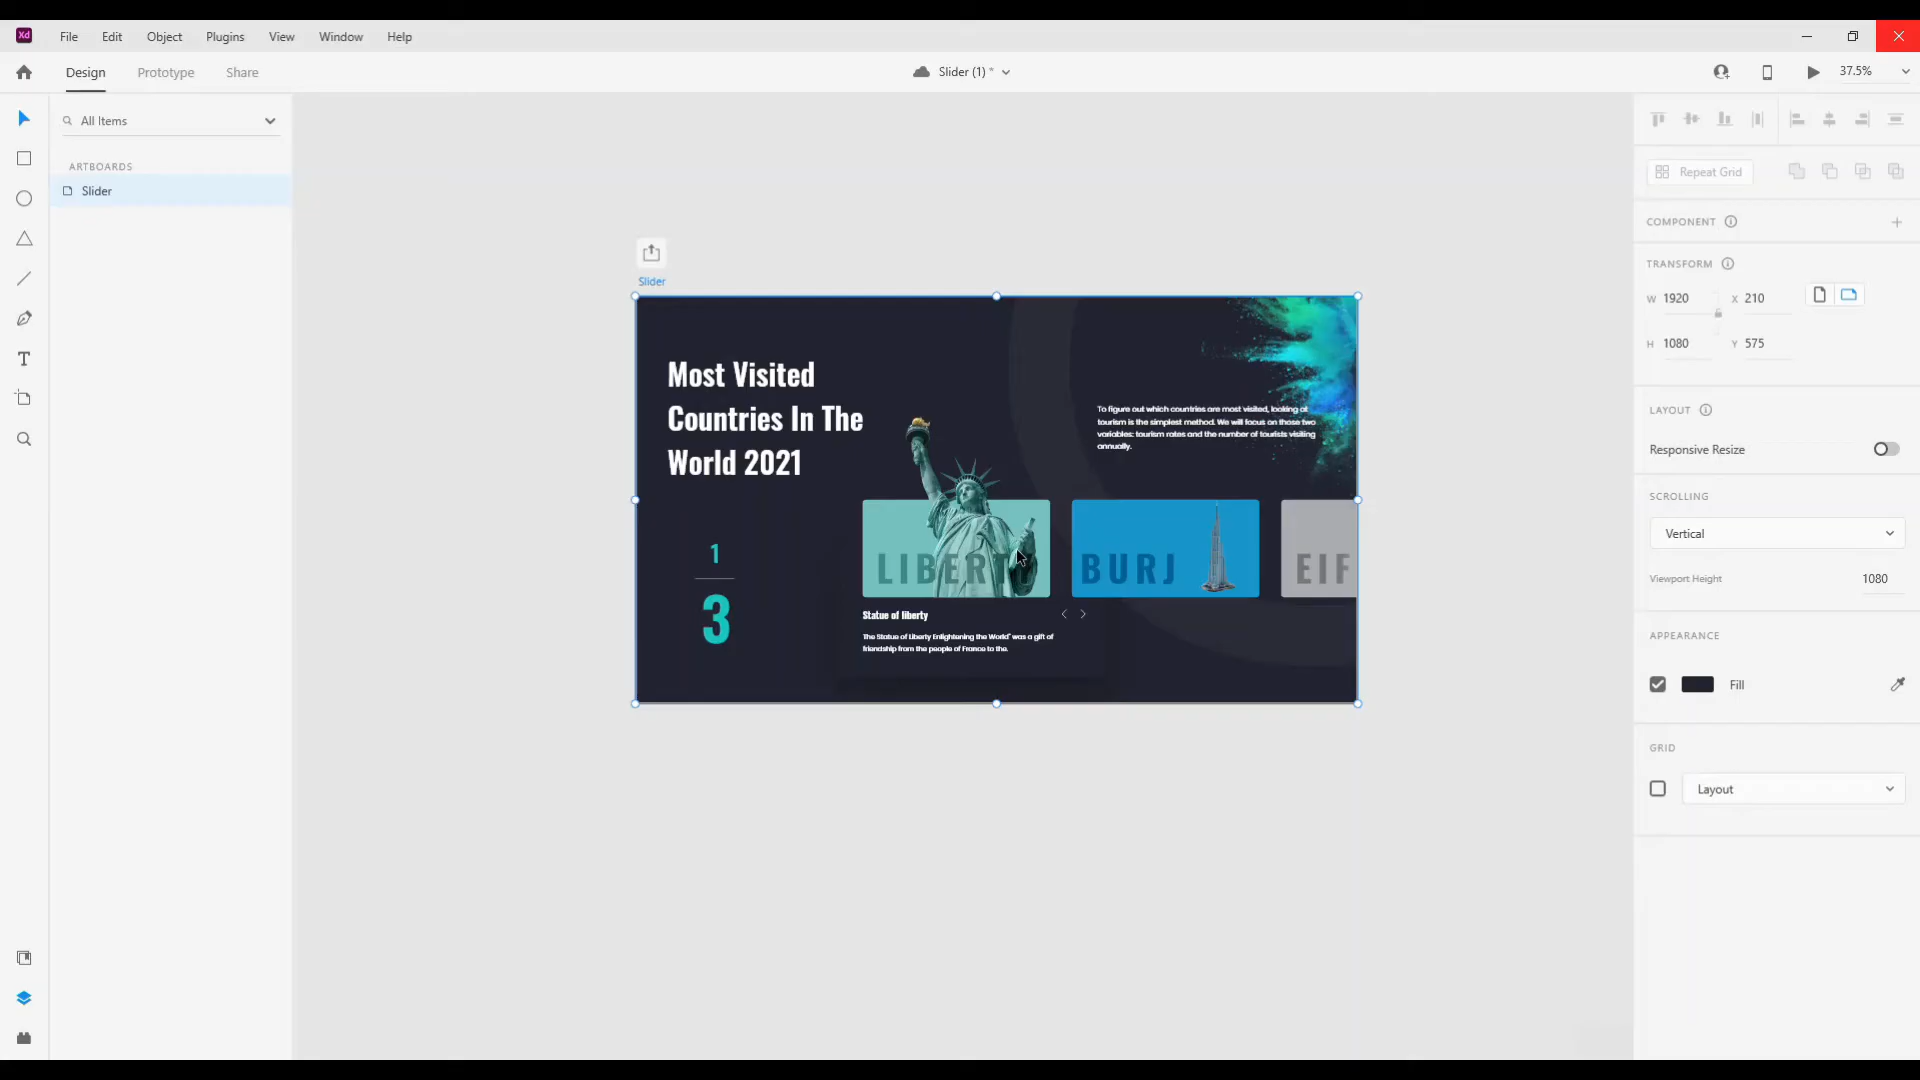 Xd
File
Edit
Object
Plugins
View
Window
Help
Design
Prototype
Share
Slider (1) *
37.5%
All Items
ARTBOARDS
Slider
Slider
Most Visited
Countries In The
World 2021
To figure out which countries are most visited, looking at
tourism is the simplest method. We will focus on those two
variables: tourism rates and the number of tourists visiting
annually.
1
3
LIBERT
BURJ
EIF
Statue of liberty
< >
The Statue of Liberty Enlightening the World" was a gift of
friendship from the people of France to the.
Repeat Grid
COMPONENT
TRANSFORM
W 1920
X 210
H 1080
Y 575
LAYOUT
Responsive Resize
SCROLLING
Vertical
Viewport Height
1080
APPEARANCE
Fill
GRID
Layout